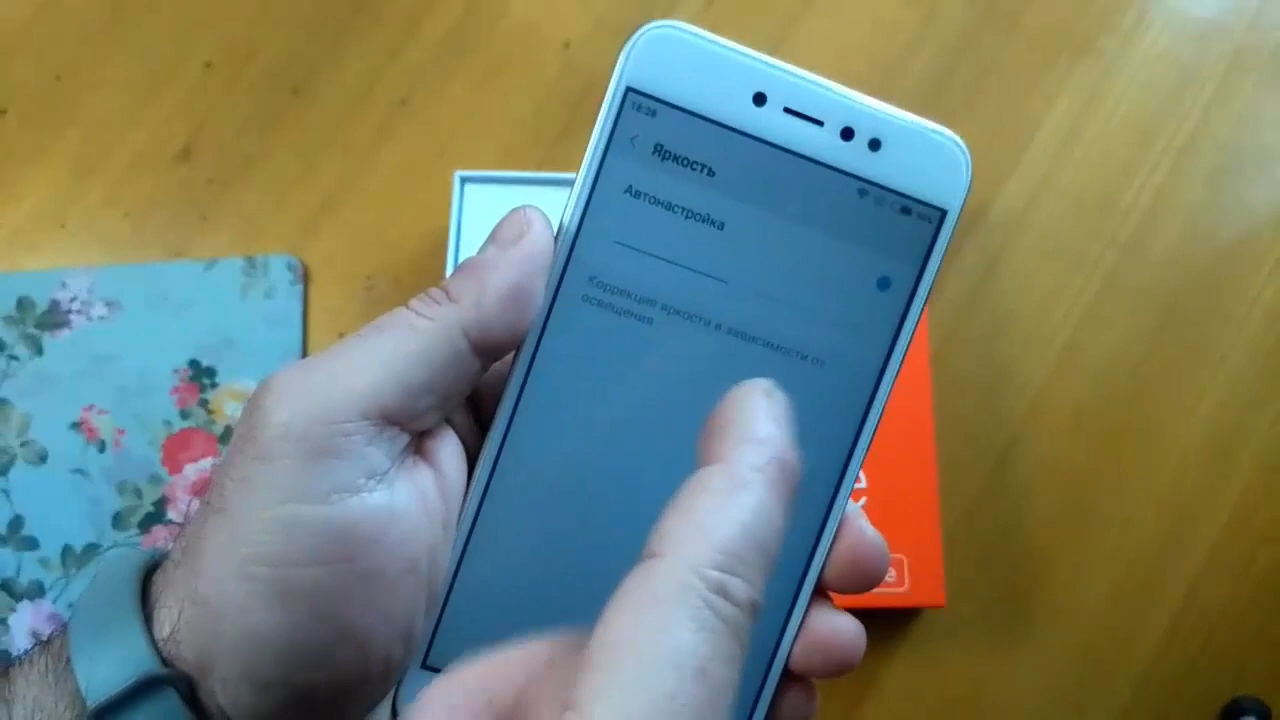 18:28
Яркость
Автонастройка
Коррекция яркости в зависимости от
освещения